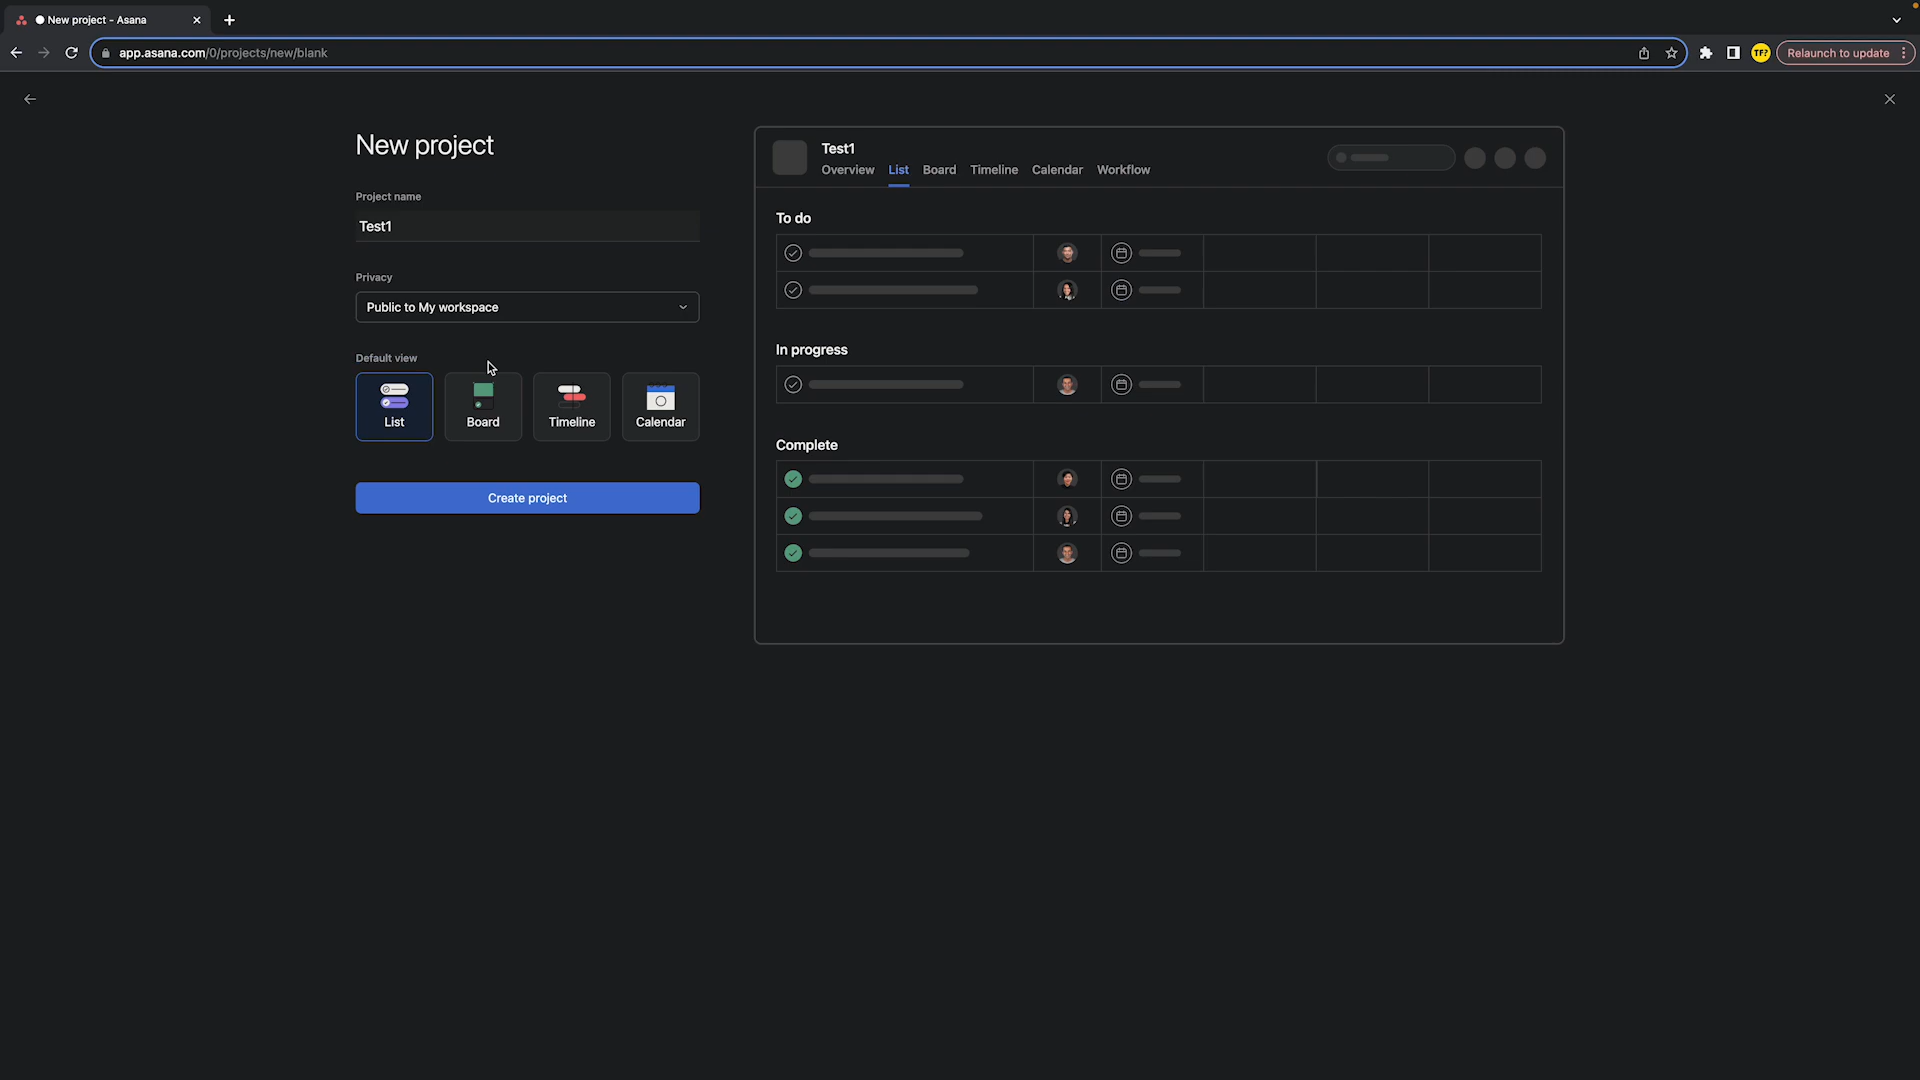 New project - Asana
app.asana.com/0/projects/new/blank
TF?
Relaunch to update
New project
Project name
Test1
Privacy
Public to My workspace
Default view
List
Board
Timeline
Calendar
Create project
Test1
Overview List Board Timeline Calendar Workflow
To do
In progress
Complete